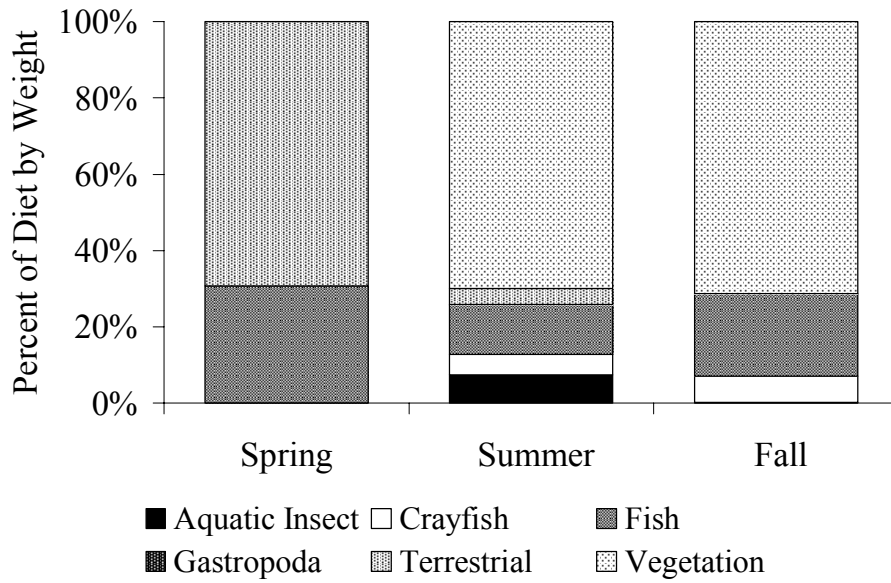 Percent of Diet by Weight
100%
80%
60%
40%
20%
0%
Spring Summer Fall
Aquatic Insect Crayfish Fish
Gastropoda Terrestrial Vegetation